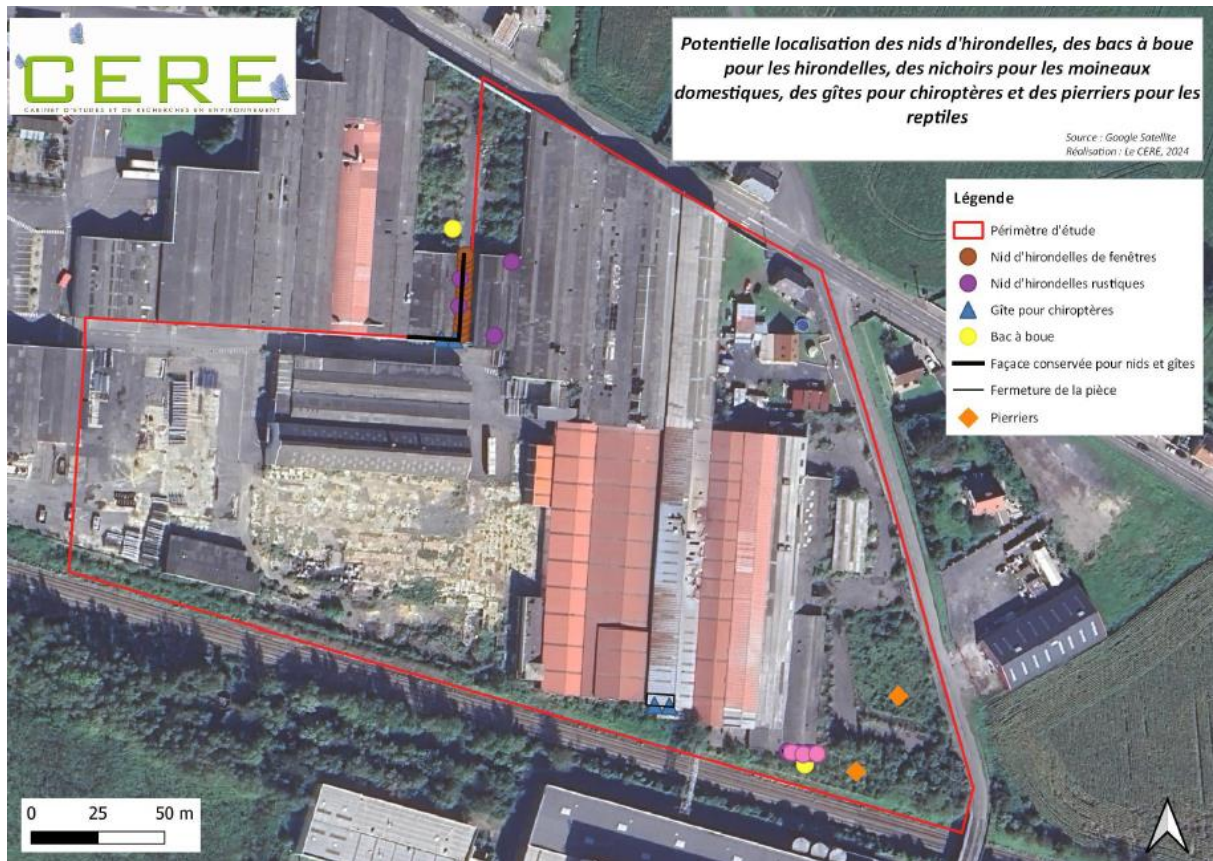 CERE
CABINET D'ETUDES ET DE RECHERCHES EN ENVIRONNEMENT
Potentielle localisation des nids d'hirondelles, des bacs à boue
pour les hirondelles, des nichoirs pour les moineaux
domestiques, des gîtes pour chiroptères et des pierriers pour les
reptiles
Source : Google Satellite
Réalisation : Le CERE, 2024
Légende
Périmètre d'étude
Nid d'hirondelles de fenêtres
Nid d'hirondelles rustiques
Gîte pour chiroptères
Bac à boue
Façace conservée pour nids et gîtes
Fermeture de la pièce
Pierriers
0 25 50 m